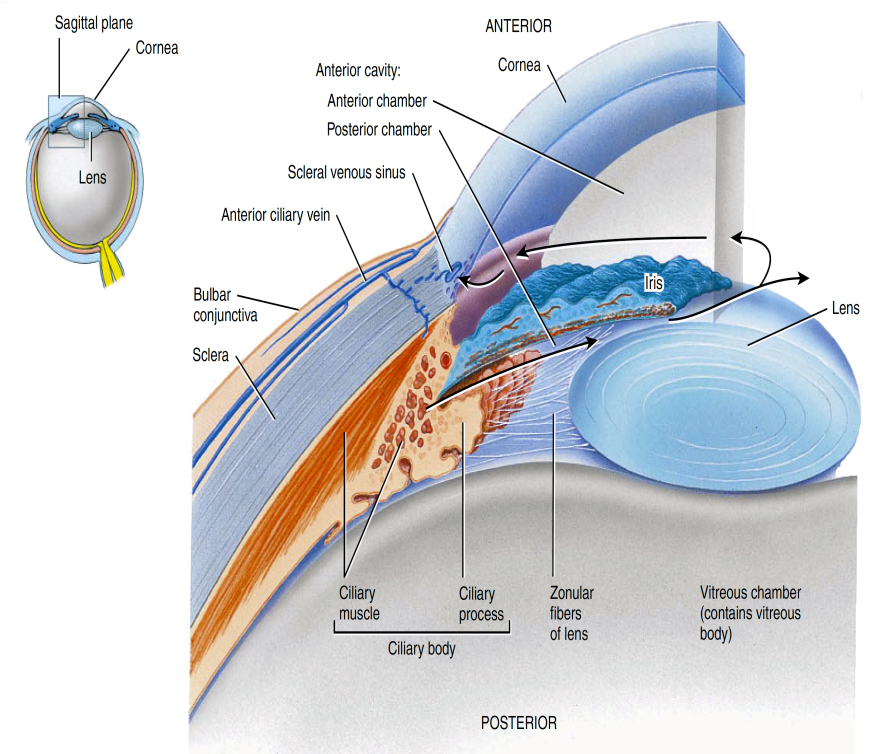 Sagittal plane
Cornea
Lens
ANTERIOR
Cornea
Anterior cavity:
Anterior chamber
Posterior chamber
Scleral venous sinus
Anterior ciliary vein
Bulbar
conjunctiva
Sclera
Iris
Lens
Ciliary
muscle
Ciliary
process
Ciliary body
Zonular
fibers
of lens
Vitreous chamber
(contains vitreous
body)
POSTERIOR